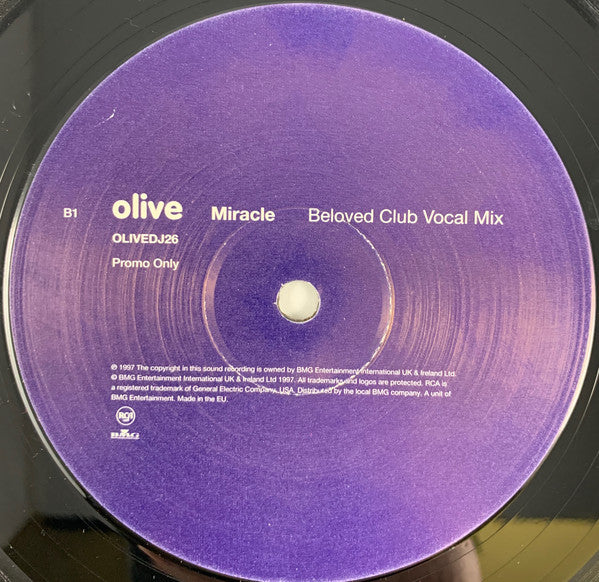 B1 olive Miracle Beloved Club Vocal Mix
OLIVEDJ26
Promo Only
℗ 1997 The copyright in this sound recording is owned by BMG Entertainment International UK & Ireland Ltd.
© BMG Entertainment International UK & Ireland Ltd 1997. All trademarks and logos are protected. RCA is
a registered trademark of General Electric Company, USA. Distributed by the local BMG company. A unit of
BMG Entertainment. Made in the EU.
RCA
BMG